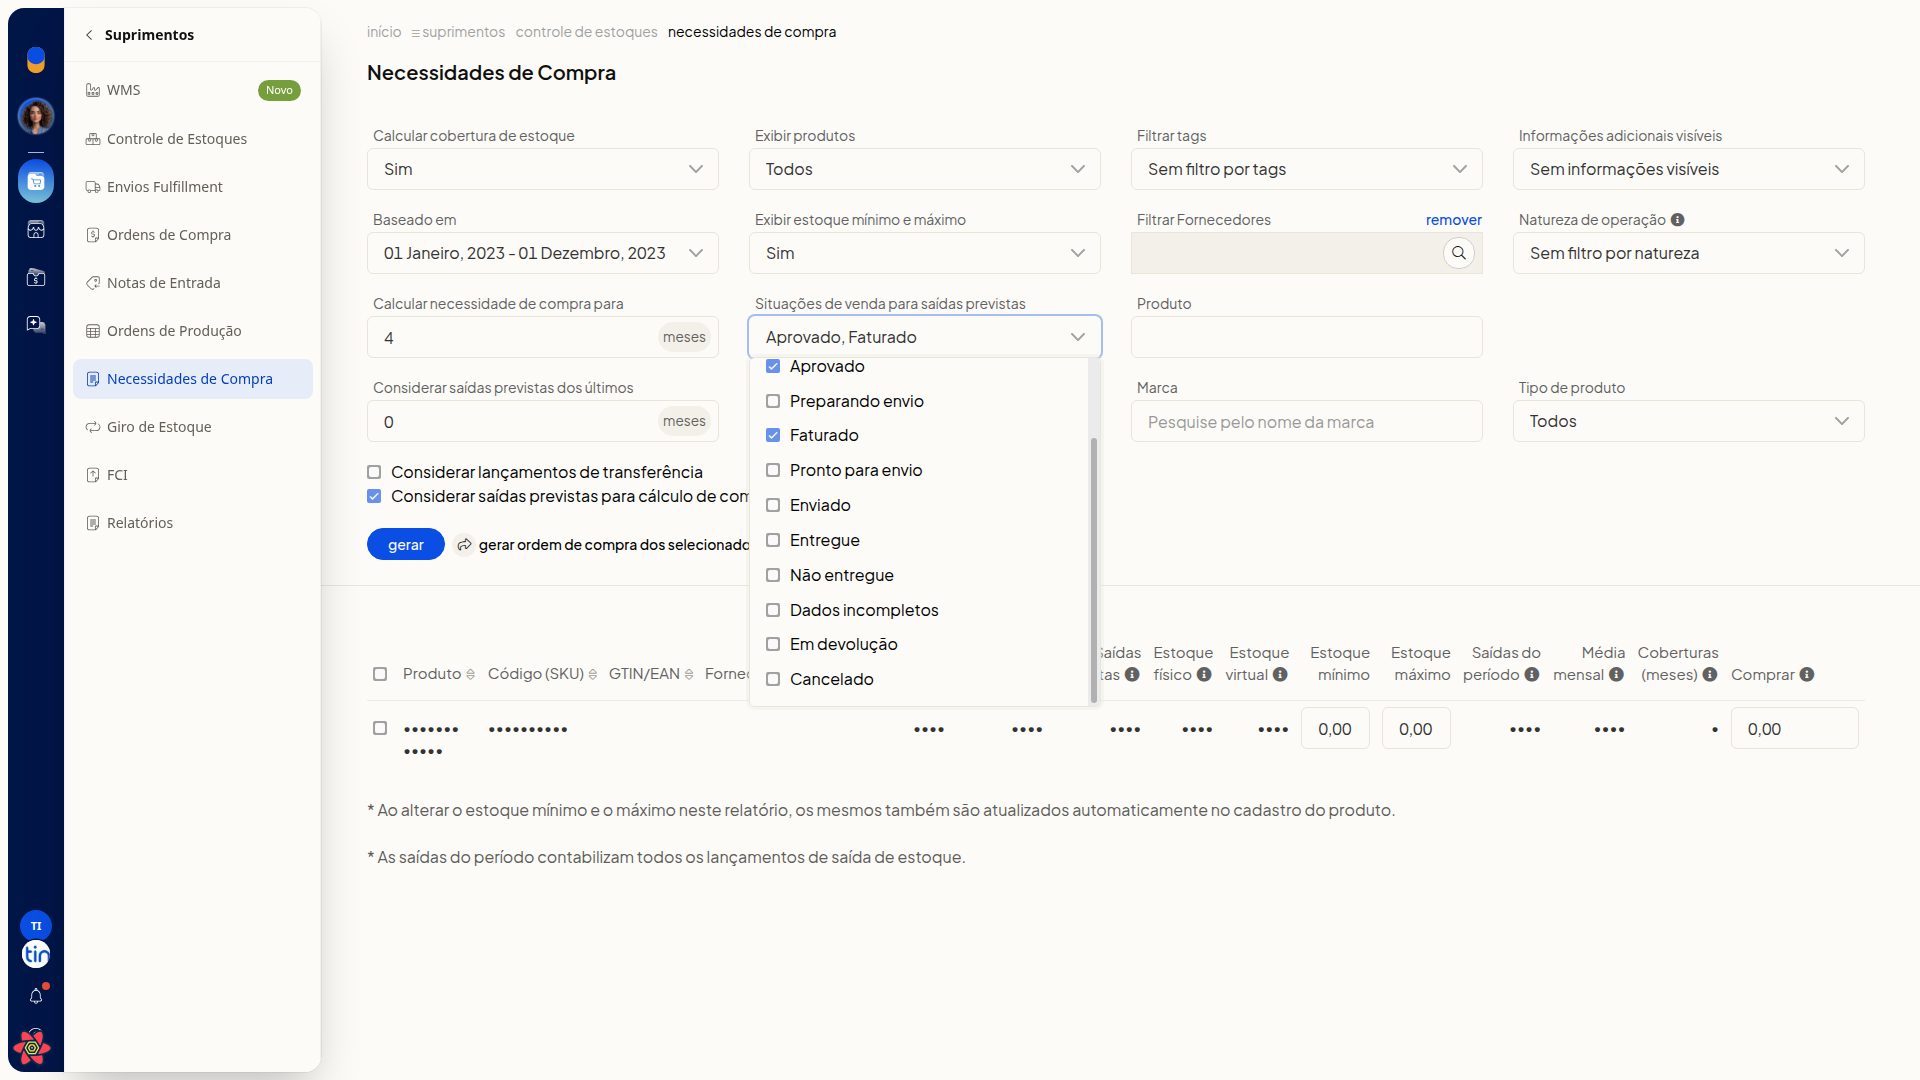 Suprimentos
WMS
Novo
Controle de Estoques
Envios Fulfillment
Ordens de Compra
Notas de Entrada
Ordens de Produção
Necessidades de Compra
Giro de Estoque
FCI
Relatórios
TI
tin
início suprimentos controle de estoques necessidades de compra
Necessidades de Compra
Calcular cobertura de estoque
Sim
Exibir produtos
Todos
Filtrar tags
Sem filtro por tags
Informações adicionais visíveis
Sem informações visíveis
Baseado em
01 Janeiro, 2023 - 01 Dezembro, 2023
Exibir estoque mínimo e máximo
Sim
Filtrar Fornecedores
remover
Natureza de operação
Sem filtro por natureza
Calcular necessidade de compra para
4
meses
Situações de venda para saídas previstas
Aprovado, Faturado
Produto
Aprovado
Preparando envio
Faturado
Pronto para envio
Enviado
Entregue
Não entregue
Dados incompletos
Em devolução
Cancelado
Considerar saídas previstas dos últimos
0
meses
Marca
Pesquise pelo nome da marca
Tipo de produto
Todos
Considerar lançamentos de transferência
Considerar saídas previstas para cálculo de com
gerar
gerar ordem de compra dos selecionado
Produto
Código (SKU)
GTIN/EAN
Forne
Saídas
tas
Estoque
físico
Estoque
virtual
Estoque
mínimo
Estoque
máximo
Saídas do
período
Média
mensal
Coberturas
(meses)
Comprar
0,00
0,00
0,00
* Ao alterar o estoque mínimo e o máximo neste relatório, os mesmos também são atualizados automaticamente no cadastro do produto.
* As saídas do período contabilizam todos os lançamentos de saída de estoque.